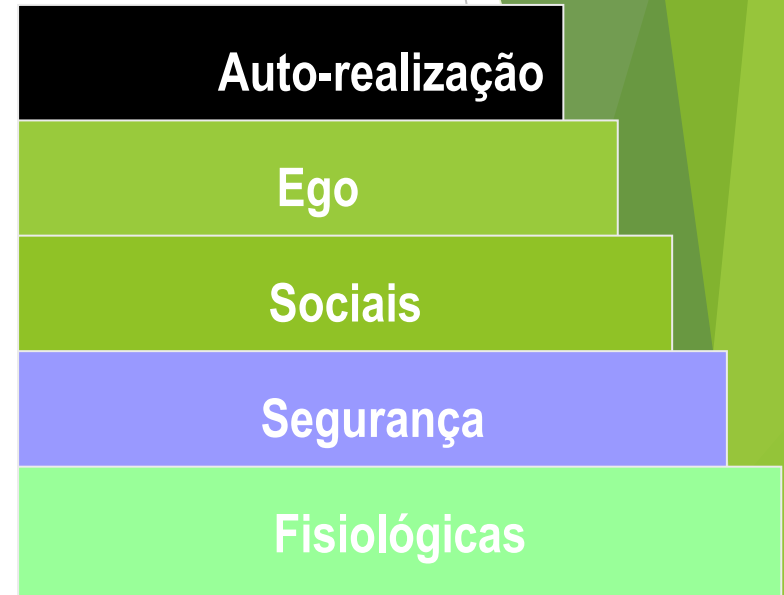 Auto-realização
Ego
Sociais
Segurança
Fisiológicas